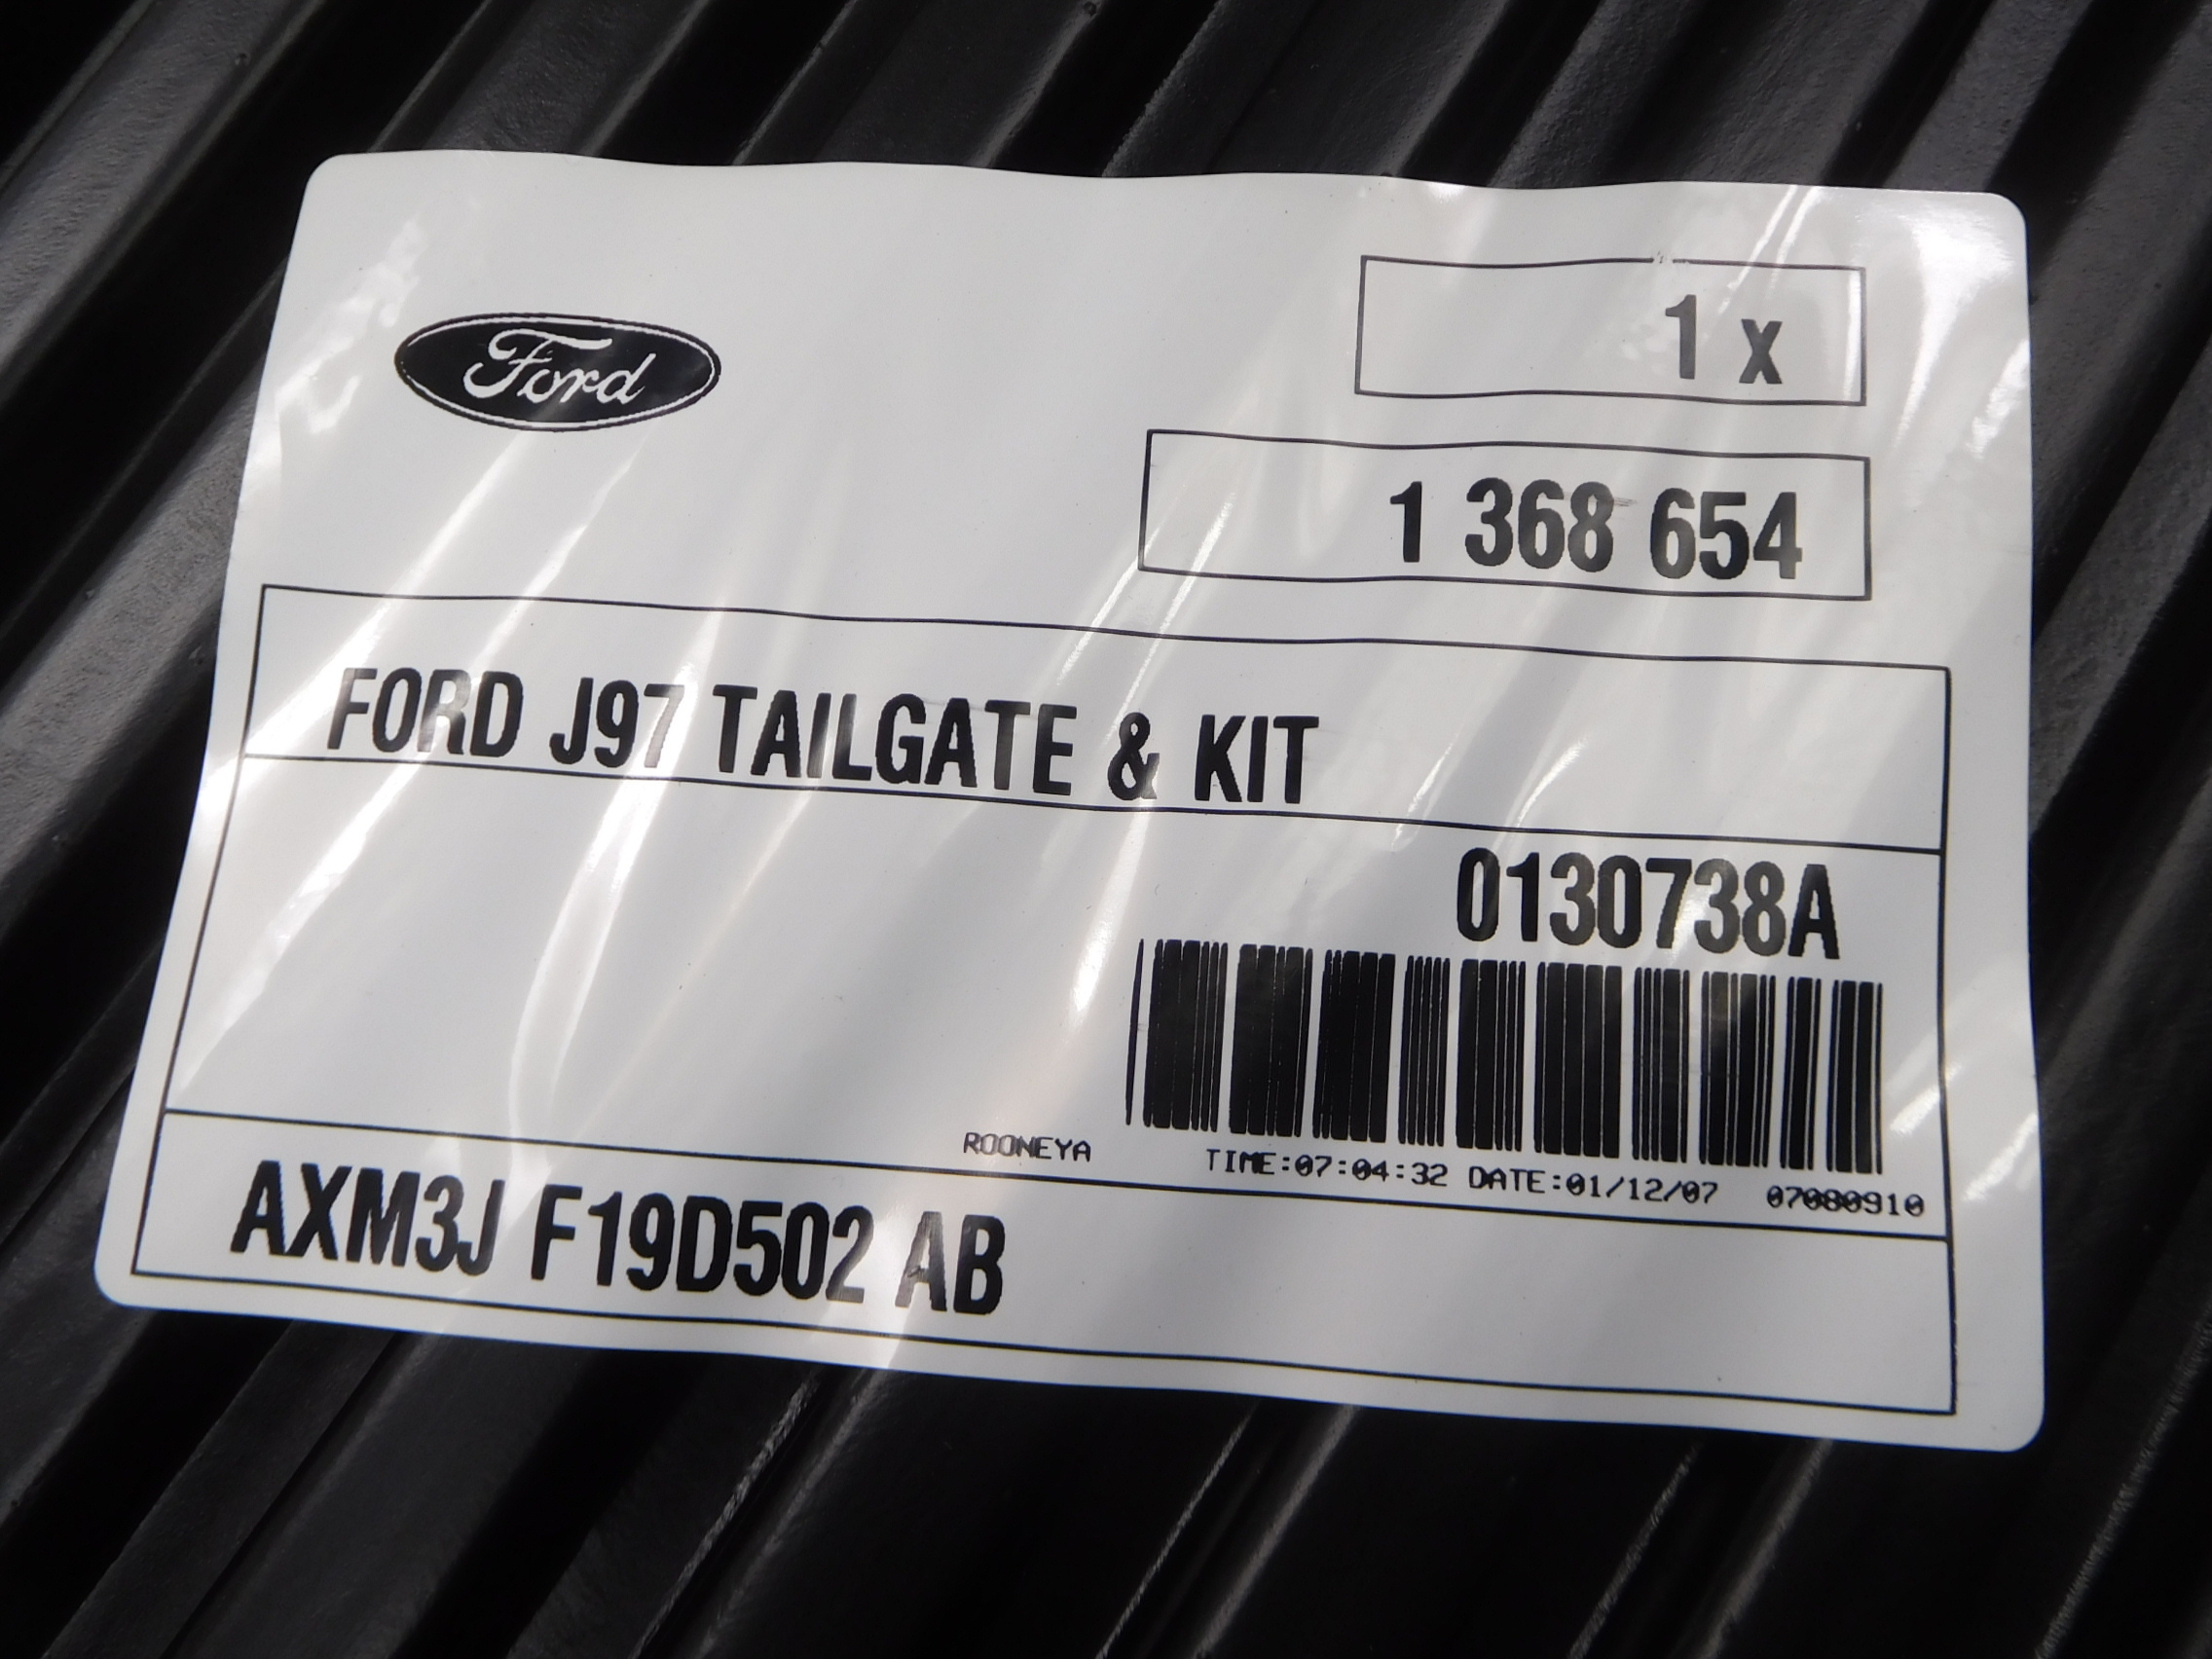 Ford
1 x
1 368 654
FORD J97 TAILGATE & KIT
0130738A
ROONEYA TIME:07:04:32 DATE:01/12/07 07080910
AXM3J F19D502 AB